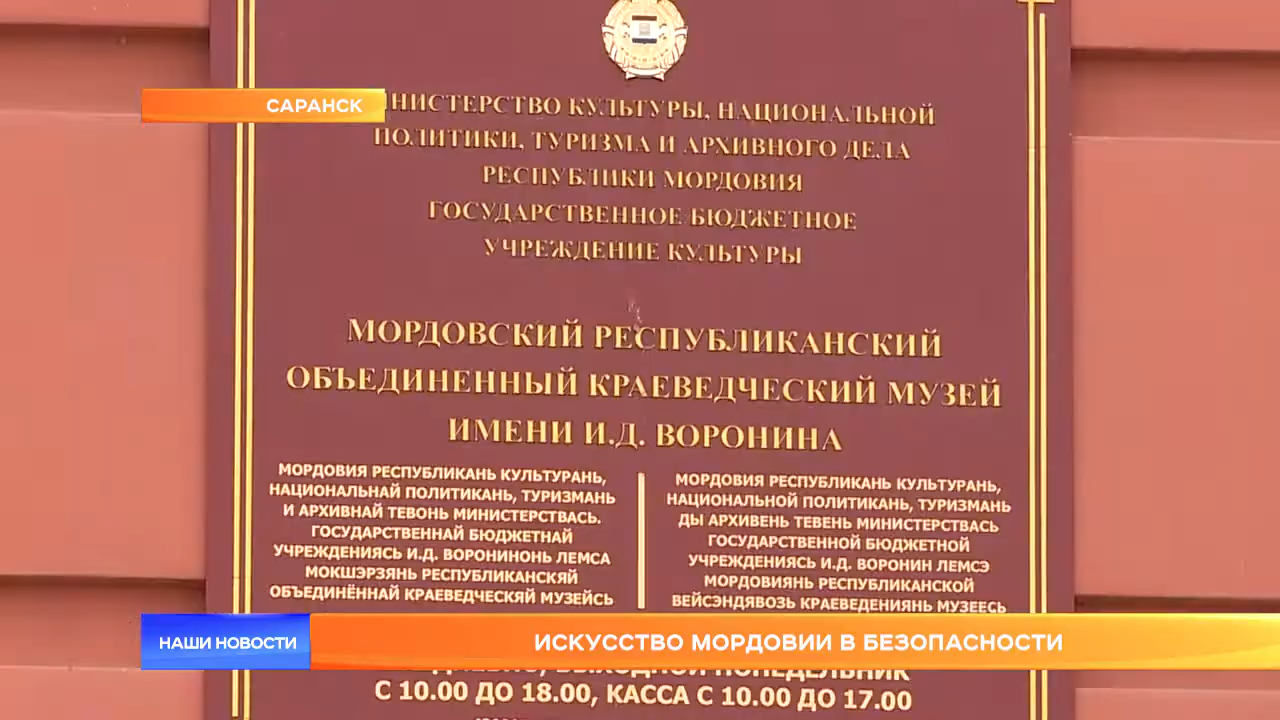 САРАНСК
НИСТЕРСТВО КУЛЬТУРЫ, НАЦИОНАЛЬНОЙ
ПОЛИТИКИ, ТУРИЗМА И АРХИВНОГО ДЕЛА
РЕСПУБЛИКИ МОРДОВИЯ
ГОСУДАРСТВЕННОЕ БЮДЖЕТНОЕ
УЧРЕЖДЕНИЕ КУЛЬТУРЫ
МОРДОВСКИЙ РЕСПУБЛИКАНСКИЙ
ОБЪЕДИНЕННЫЙ КРАЕВЕДЧЕСКИЙ МУЗЕЙ
ИМЕНИ И.Д. ВОРОНИНА
МОРДОВИЯ РЕСПУБЛИКАНЬ КУЛЬТУРАНЬ,
НАЦИОНАЛЬНАЙ ПОЛИТИКАНЬ, ТУРИЗМАНЬ
И АРХИВНАЙ ТЕВОНЬ МИНИСТЕРСТВАСЬ.
ГОСУДАРСТВЕННАЙ БЮДЖЕТНАЙ
УЧРЕЖДЕНИЯСЬ И.Д. ВОРОНИНОНЬ ЛЕМСА
МОКШЭРЗЯНЬ РЕСПУБЛИКАНСКЯЙ
ОБЪЕДИНЁННАЙ КРАЕВЕДЧЕСКЯЙ МУЗЕЙСЬ
МОРДОВИЯ РЕСПУБЛИКАНЬ КУЛЬТУРАНЬ,
НАЦИОНАЛЬНОЙ ПОЛИТИКАНЬ, ТУРИЗМАНЬ
ДЫ АРХИВЕНЬ ТЕВЕНЬ МИНИСТЕРСТВАСЬ
ГОСУДАРСТВЕННОЙ БЮДЖЕТНОЙ
УЧРЕЖДЕНИЯСЬ И.Д. ВОРОНИН ЛЕМСЭ
МОРДОВИЯНЬ РЕСПУБЛИКАНСКОЙ
ВЕЙСЭНДЯВОЗЬ КРАЕВЕДЕНИЯНЬ МУЗЕЕСЬ
НАШИ НОВОСТИ
ИСКУССТВО МОРДОВИИ В БЕЗОПАСНОСТИ
ВЫХОДНОЙ ПОНЕДЕЛЬНИК
С 10.00 ДО 18.00, КАССА С 10.00 ДО 17.00